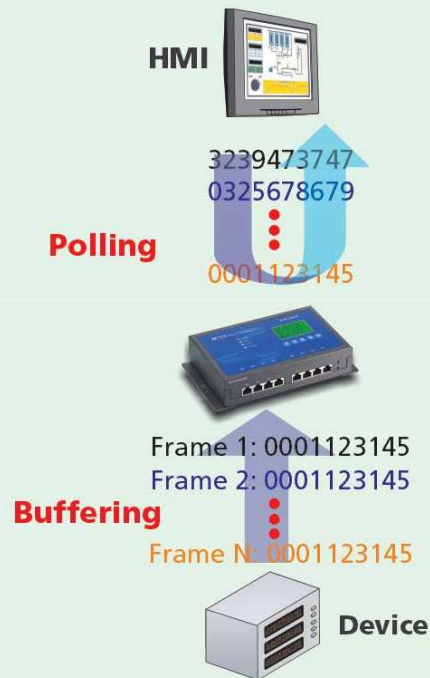 HMI
3239473747
0325678679
Polling
0001123145
Frame 1: 0001123145
Frame 2: 0001123145
Buffering
Frame N: 0001123145
Device